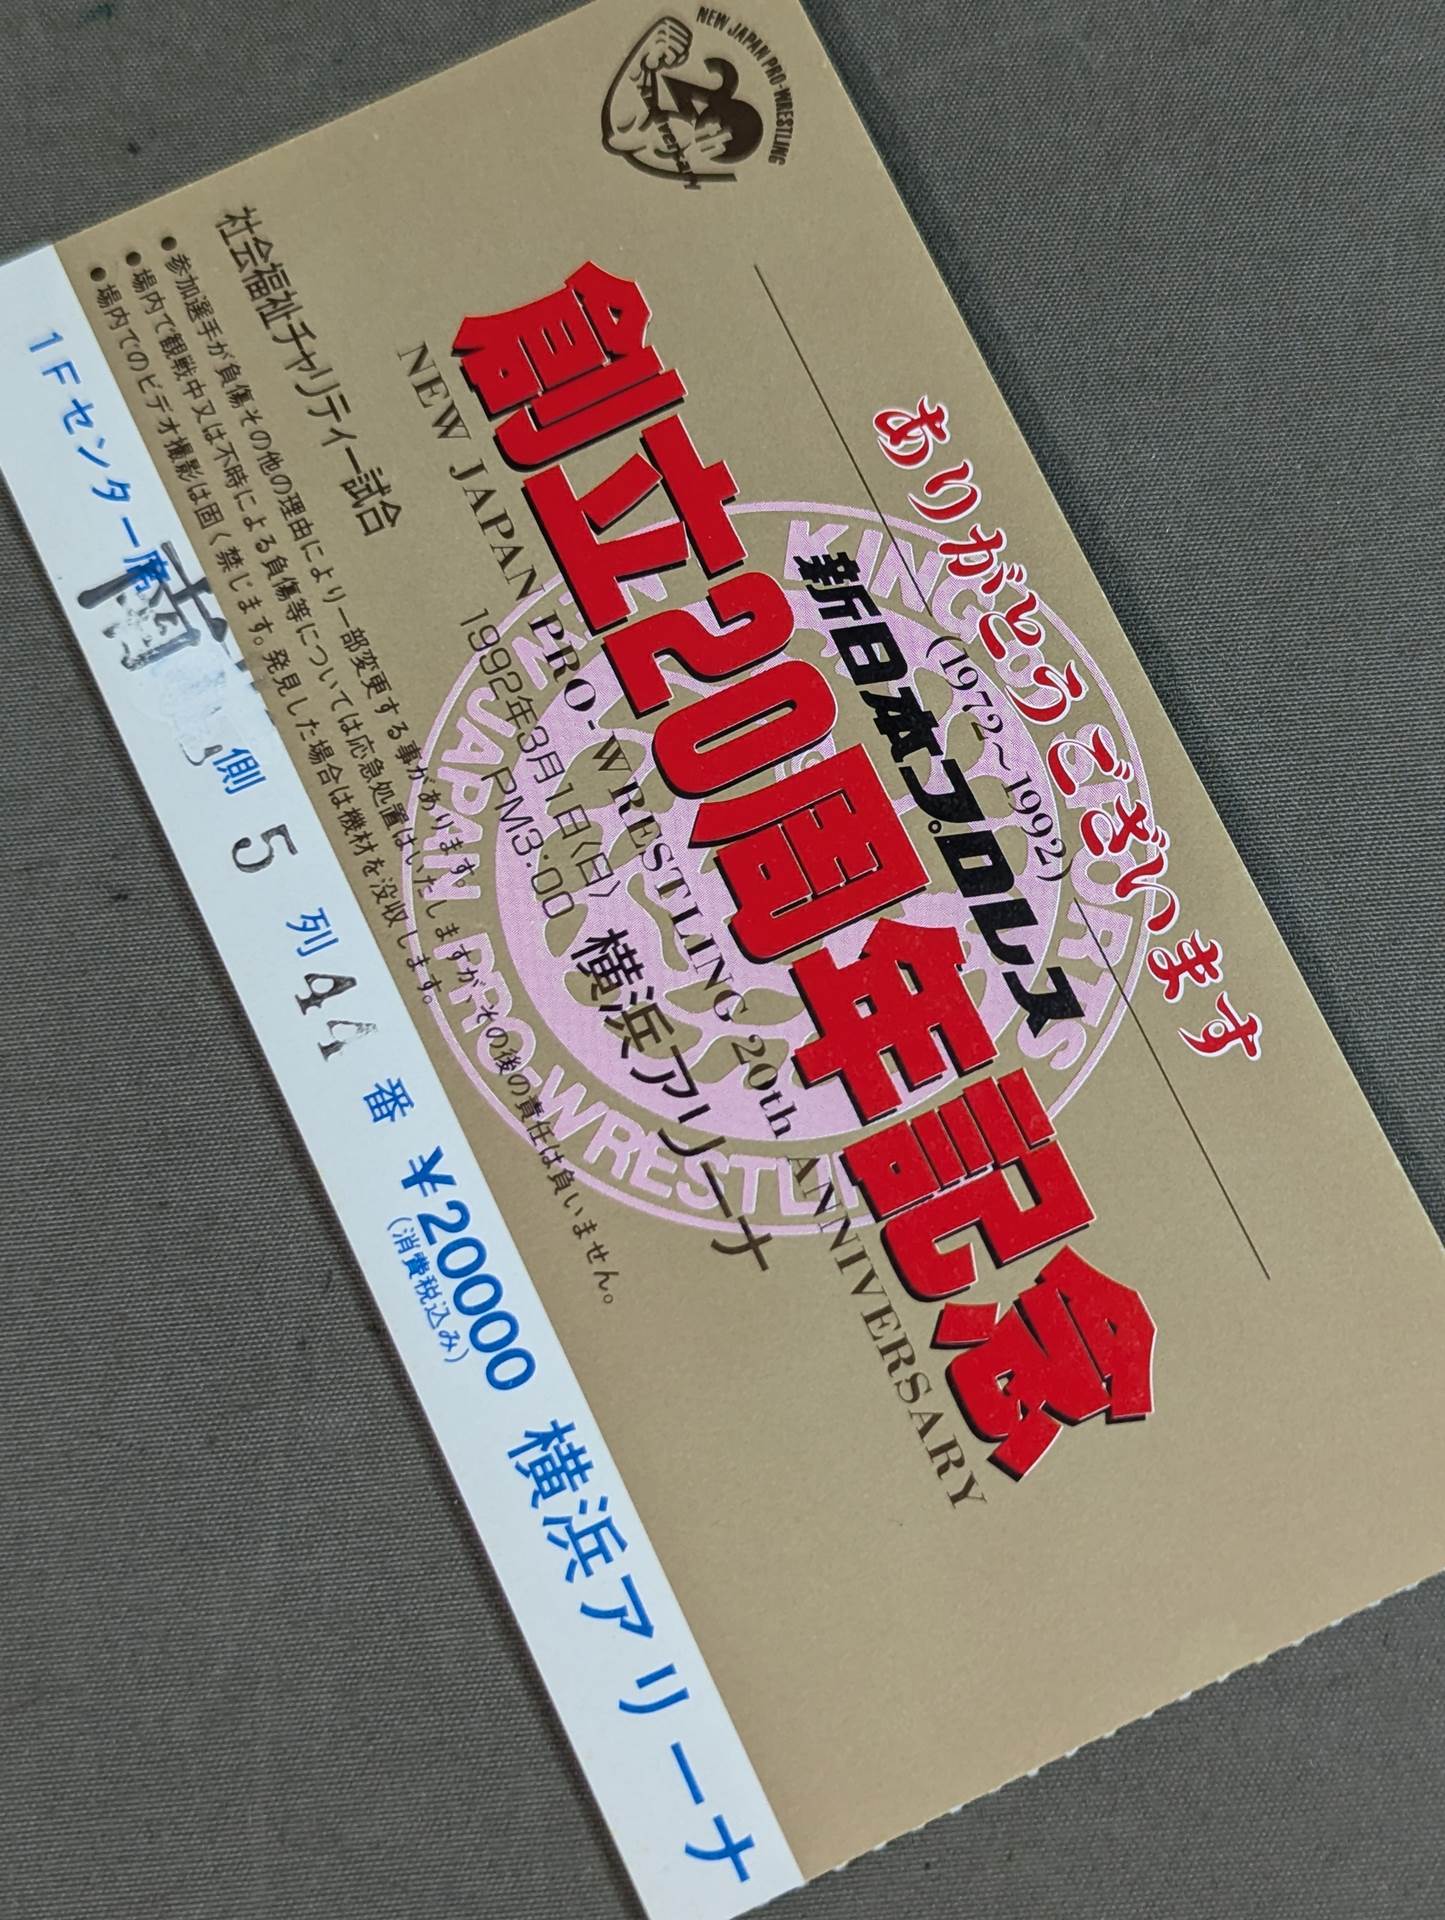 NEW JAPAN PRO-WRESTLING
20th
Anniversary
ありがとうございます
(1972〜1992)
新日本プロレス
創立20周年記念
NEW JAPAN PRO-WRESTLING 20th ANNIVERSARY
KING OF SPORTS
NEW JAPAN PRO-WRESTLING
1992年3月1日〈日〉
PM3:00
横浜アリーナ
社会福祉チャリティー試合
●参加選手が負傷その他の理由により一部変更する事があります。
●場内で観戦中又は不時による負傷等については応急処置はいたしますが、その後の責任は負いません。
●場内でのビデオ撮影は固く禁じます。発見した場合は機材を没収します。
1Fセンター席 南 側 5 列 44 番 ¥20000 横浜アリーナ
(消費税込み)